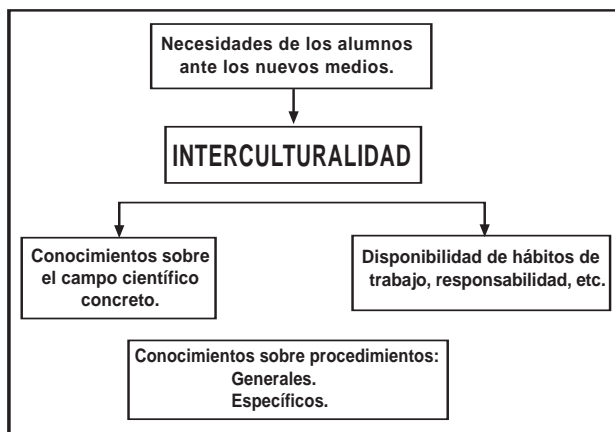 Necesidades de los alumnos
ante los nuevos medios.
INTERCULTURALIDAD
Conocimientos sobre
el campo científico
concreto.
Disponibilidad de hábitos de
trabajo, responsabilidad, etc.
Conocimientos sobre procedimientos:
Generales.
Específicos.